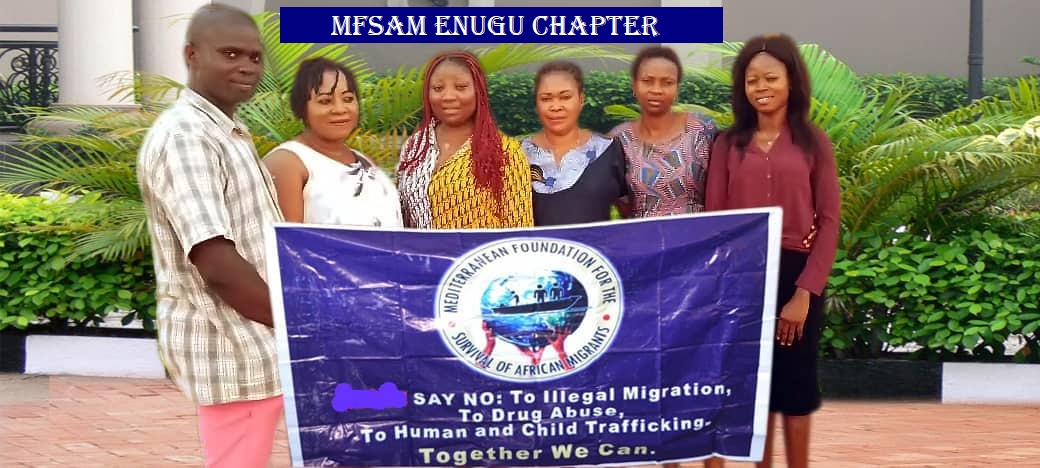 MFSAM ENUGU CHAPTER
MEDITERRANEAN FOUNDATION FOR THE
SURVIVAL OF AFRICAN MIGRANTS
SAY NO: To Illegal Migration,
To Drug Abuse,
To Human and Child Trafficking.
Together We Can.